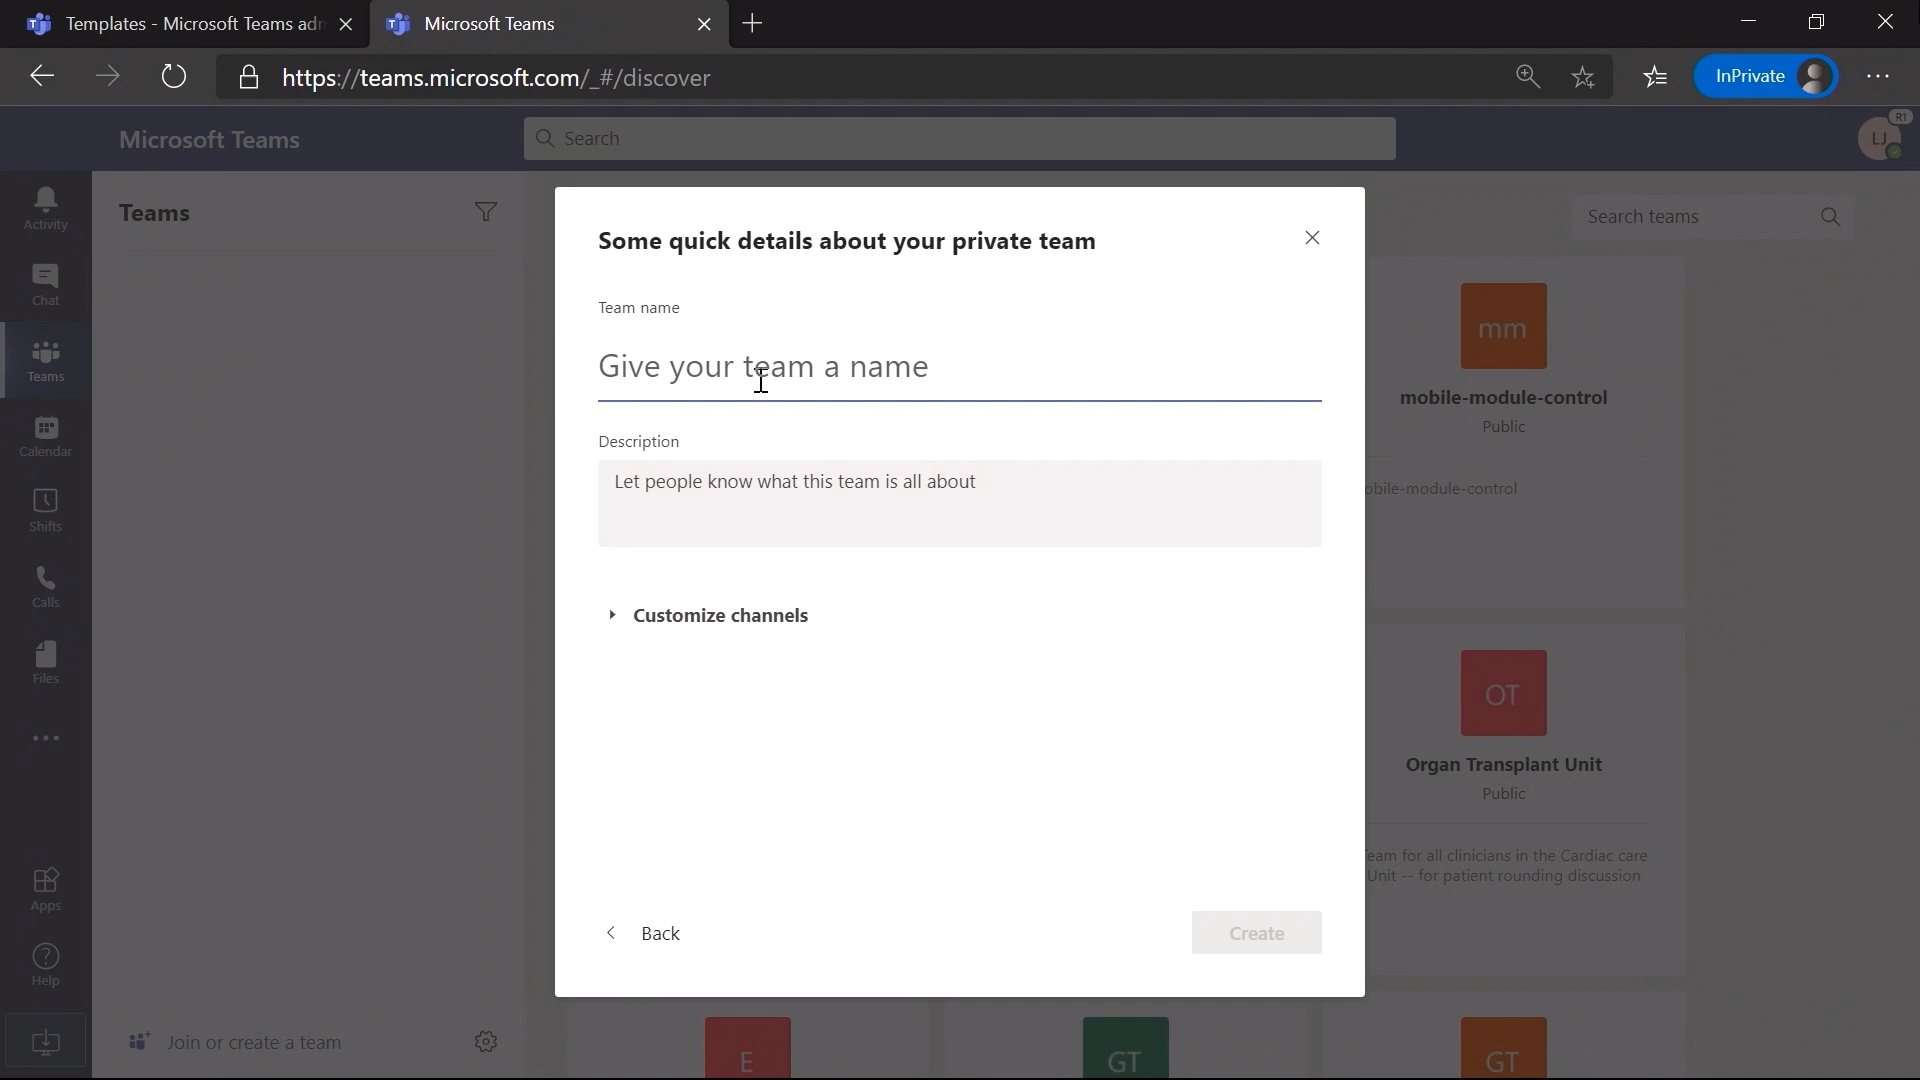 Templates - Microsoft Teams adn
Microsoft Teams
https://teams.microsoft.com/_#/discover
InPrivate
Microsoft Teams
Search
R1
LJ
Activity
Chat
Teams
Calendar
Shifts
Calls
Files
Apps
Help
Teams
Join or create a team
Search teams
Some quick details about your private team
Team name
Give your team a name
Description
Let people know what this team is all about
Customize channels
Back
Create
mm
mobile-module-control
Public
obile-module-control
OT
Organ Transplant Unit
Public
Team for all clinicians in the Cardiac care
Unit -- for patient rounding discussion
E
GT
GT